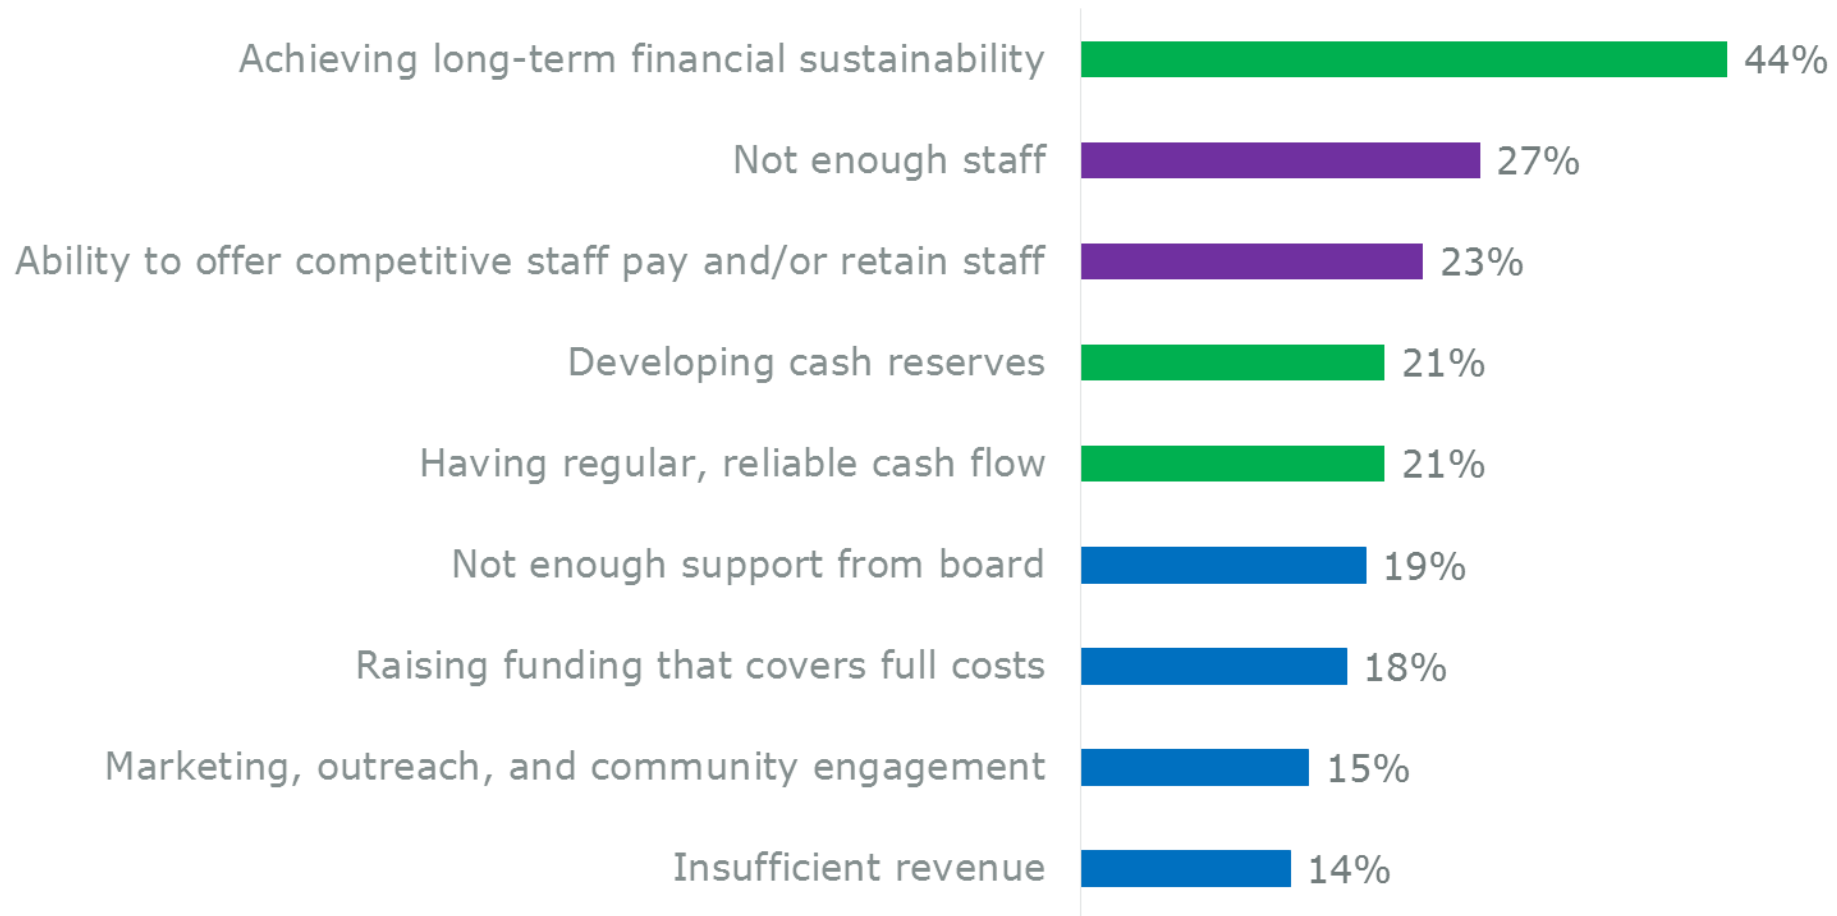 Achieving long-term financial sustainability 44%
Not enough staff 27%
Ability to offer competitive staff pay and/or retain staff 23%
Developing cash reserves 21%
Having regular, reliable cash flow 21%
Not enough support from board 19%
Raising funding that covers full costs 18%
Marketing, outreach, and community engagement 15%
Insufficient revenue 14%